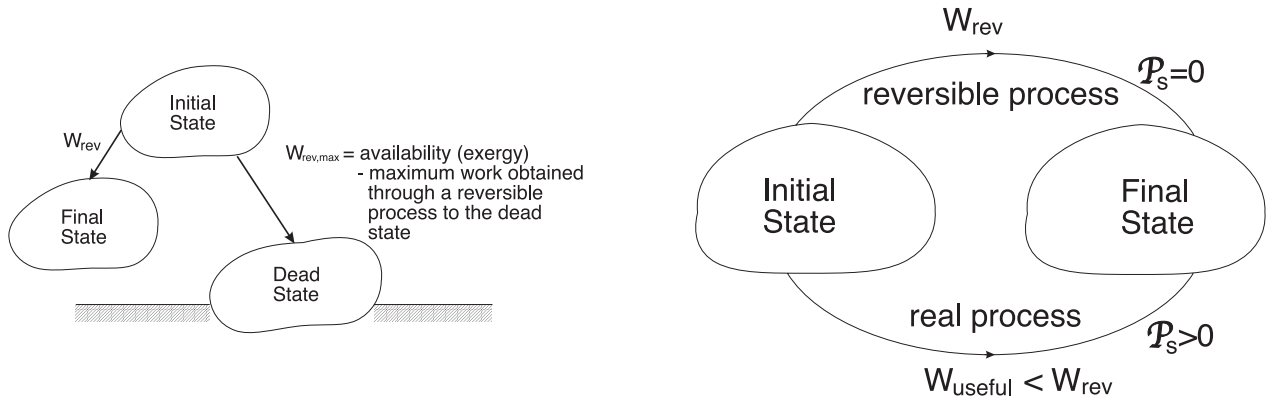 Initial
State
W_rev
W_rev,max = availability (exergy)
- maximum work obtained
through a reversible
process to the dead
state
Final
State
Dead
State
W_rev
𝒫_s=0
reversible process
Initial
State
Final
State
real process
𝒫_s>0
W_useful < W_rev